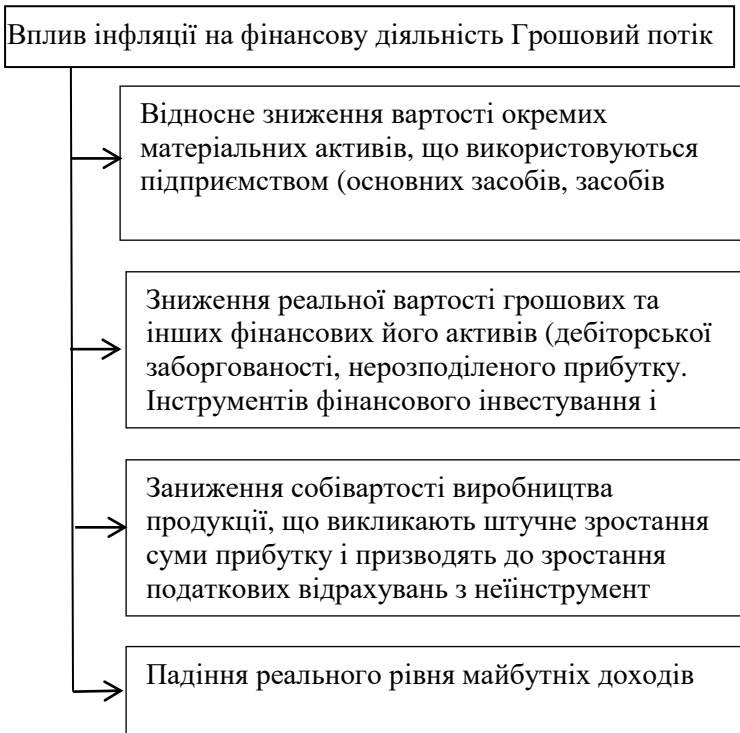 Вплив інфляції на фінансову діяльність Грошовий потік
Відносне зниження вартості окремих
матеріальних активів, що використовуються
підприємством (основних засобів, засобів
Зниження реальної вартості грошових та
інших фінансових його активів (дебіторської
заборгованості, нерозподіленого прибутку.
Інструментів фінансового інвестування і
Заниження собівартості виробництва
продукції, що викликають штучне зростання
суми прибутку і призводять до зростання
податкових відрахувань з неїінструмент
Падіння реального рівня майбутніх доходів